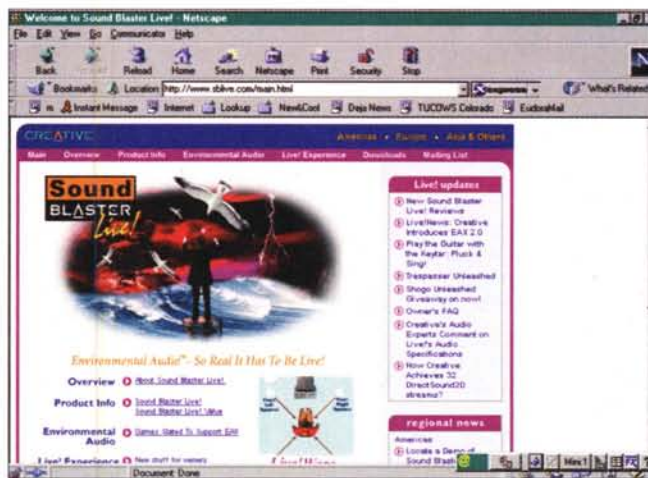 Welcome to Sound Blaster Live! - Netscape
File Edit View Go Communicator Help
Back Reload Home Search Netscape Print Security Stop
Bookmarks Location http://www.sblive.com/main.html What's Related
Instant Message Internet Lookup New&Cool Deja News TUCOWS Colorado EudoraMail
CREATIVE
Americas • Europe • Asia & Others
Main Overview Product Info Environmental Audio Live! Experience Downloads Mailing List
Sound
BLASTER
Live!
Environmental Audio™ - So Real It Has To Be Live!
Overview About Sound Blaster Live!
Product Info Sound Blaster Live!
Sound Blaster Live! Value
Environmental
Audio
Games Slated To Support EAX
Live! Experience New stuff for owners
Live! updates
New Sound Blaster
Live! Reviews
Live!News: Creative
Introduces EAX 2.0
Play the Guitar with
the Keytar: Pluck &
Sing!
Trespasser Unleashed
Shogo Unleashed
Giveaway on now!
Owner's FAQ
Creative's Audio
Experts Comment on
Live!'s Audio
Specifications
How Creative
Achieves 32
DirectSound3D
streams?
regional news
Americas
Locate a Demo of
Sound
Document: Done